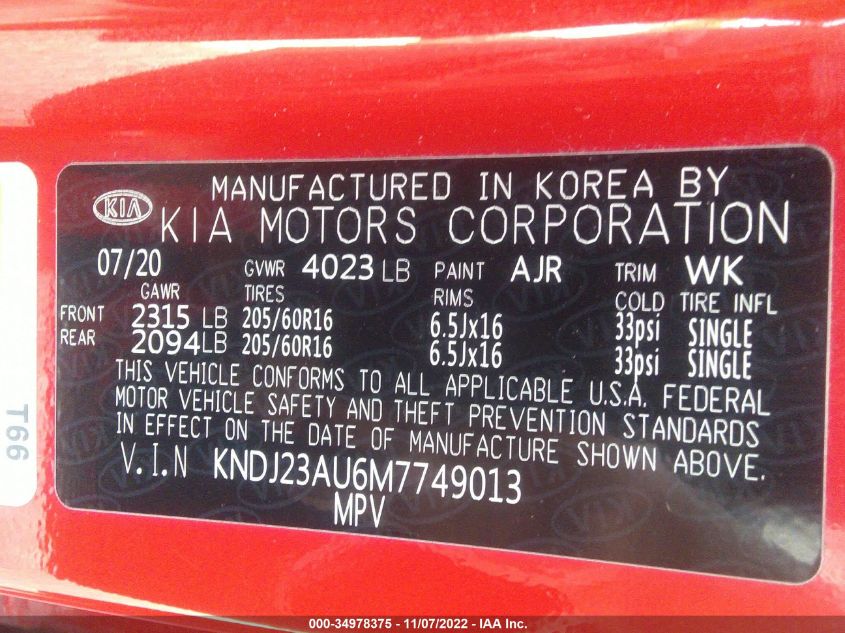 MANUFACTURED IN KOREA BY
KIA KIA MOTORS CORPORATION
07/20 GVWR 4023 LB PAINT AJR TRIM WK
GAWR TIRES RIMS COLD TIRE INFL
FRONT 2315 LB 205/60R16 6.5Jx16 33psi SINGLE
REAR 2094 LB 205/60R16 6.5Jx16 33psi SINGLE
THIS VEHICLE CONFORMS TO ALL APPLICABLE U.S.A. FEDERAL
MOTOR VEHICLE SAFETY AND THEFT PREVENTION STANDARDS
IN EFFECT ON THE DATE OF MANUFACTURE SHOWN ABOVE.
V.I.N KNDJ23AU6M7749013
MPV
T66
000-34978375 - 11/07/2022 - IAA Inc.